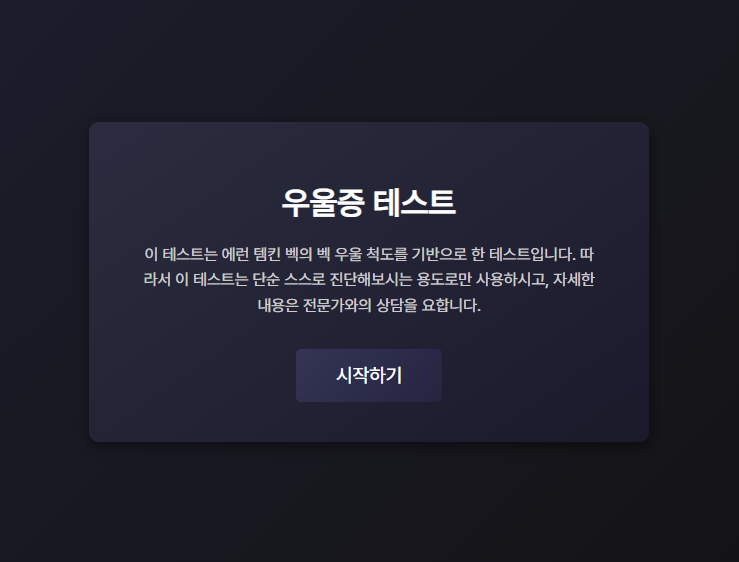 우울증 테스트
이 테스트는 에런 템킨 벡의 벡 우울 척도를 기반으로 한 테스트입니다. 따
라서 이 테스트는 단순 스스로 진단해보시는 용도로만 사용하시고, 자세한
내용은 전문가와의 상담을 요합니다.
시작하기